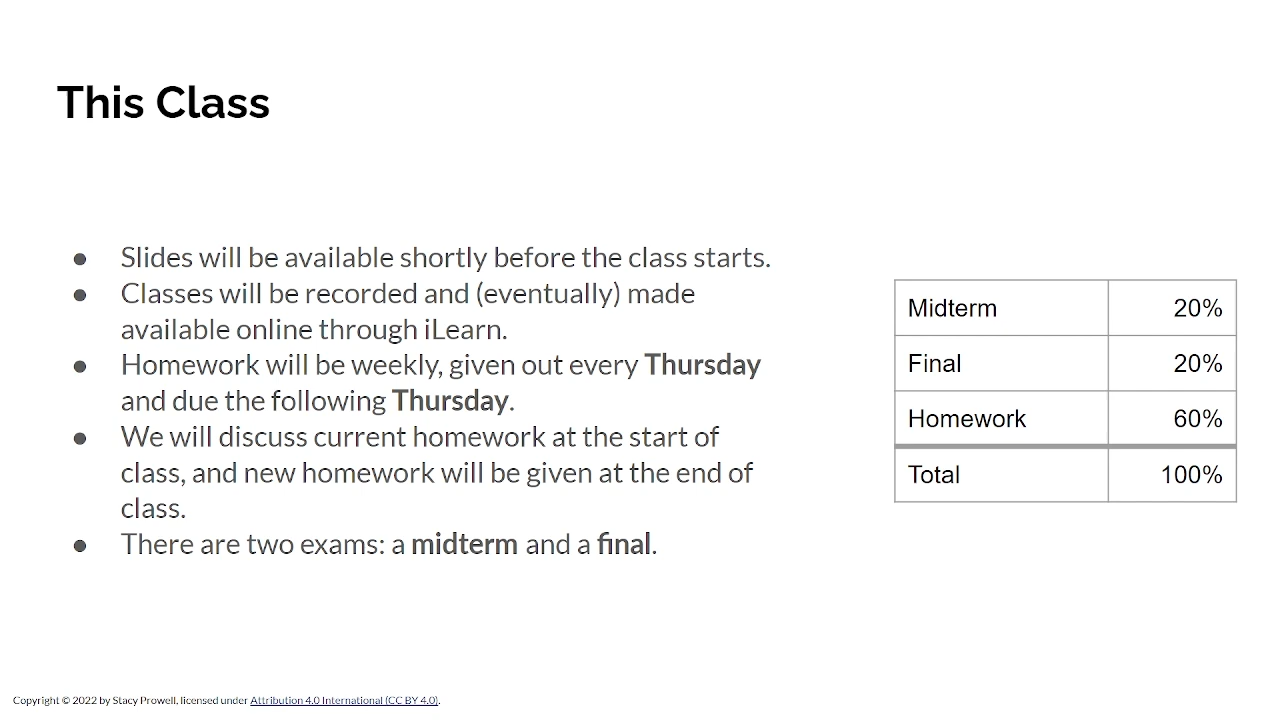 This Class
● Slides will be available shortly before the class starts.
● Classes will be recorded and (eventually) made
available online through iLearn.
● Homework will be weekly, given out every Thursday
and due the following Thursday.
● We will discuss current homework at the start of
class, and new homework will be given at the end of
class.
● There are two exams: a midterm and a final.
Midterm 20%
Final 20%
Homework 60%
Total 100%
Copyright © 2022 by Stacy Prowell, licensed under Attribution 4.0 International (CC BY 4.0).